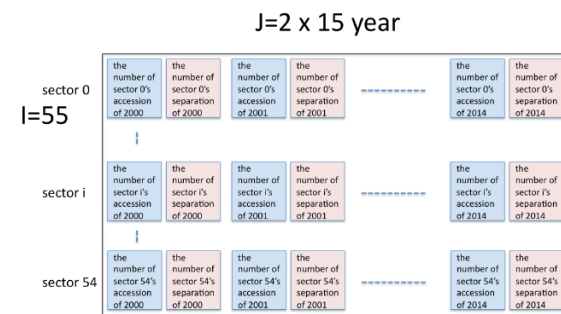 J=2 x 15 year
sector 0
I=55
the
number of
sector 0's
accession
of 2000
the
number of
sector 0's
separation
of 2000
the
number of
sector 0's
accession
of 2001
the
number of
sector 0's
separation
of 2001
the
number of
sector 0's
accession
of 2014
the
number of
sector 0's
separation
of 2014
sector i
the
number of
sector i's
accession
of 2000
the
number of
sector i's
separation
of 2000
the
number of
sector i's
accession
of 2001
the
number of
sector i's
separation
of 2001
the
number of
sector i's
accession
of 2014
the
number of
sector i's
separation
of 2014
sector 54
the
number of
sector 54's
accession
of 2000
the
number of
sector 54's
separation
of 2000
the
number of
sector 54's
accession
of 2001
the
number of
sector 54's
separation
of 2001
the
number of
sector 54's
accession
of 2014
the
number of
sector 54's
separation
of 2014